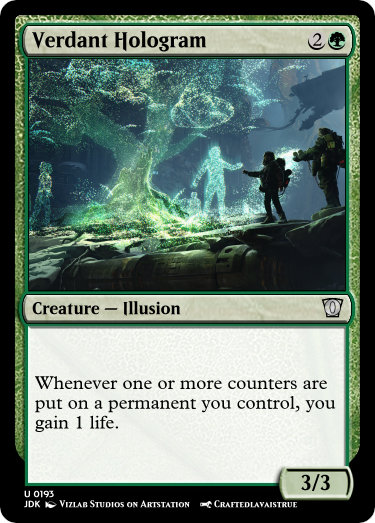 Verdant Hologram 2
Creature — Illusion
Whenever one or more counters are
put on a permanent you control, you
gain 1 life.
3/3
U 0193
JDK Vizlab Studios on Artstation Craftedlavaistrue